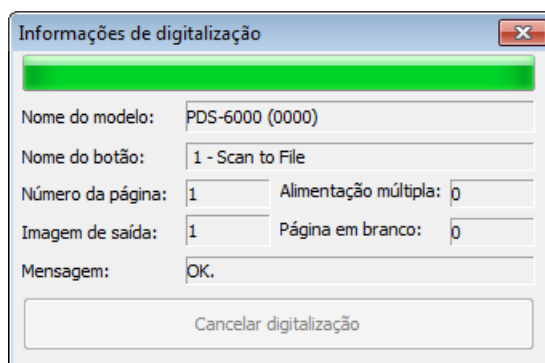 Informações de digitalização
Nome do modelo: PDS-6000 (0000)
Nome do botão: 1 - Scan to File
Número da página: 1 Alimentação múltipla: 0
Imagem de saída: 1 Página em branco: 0
Mensagem: OK.
Cancelar digitalização